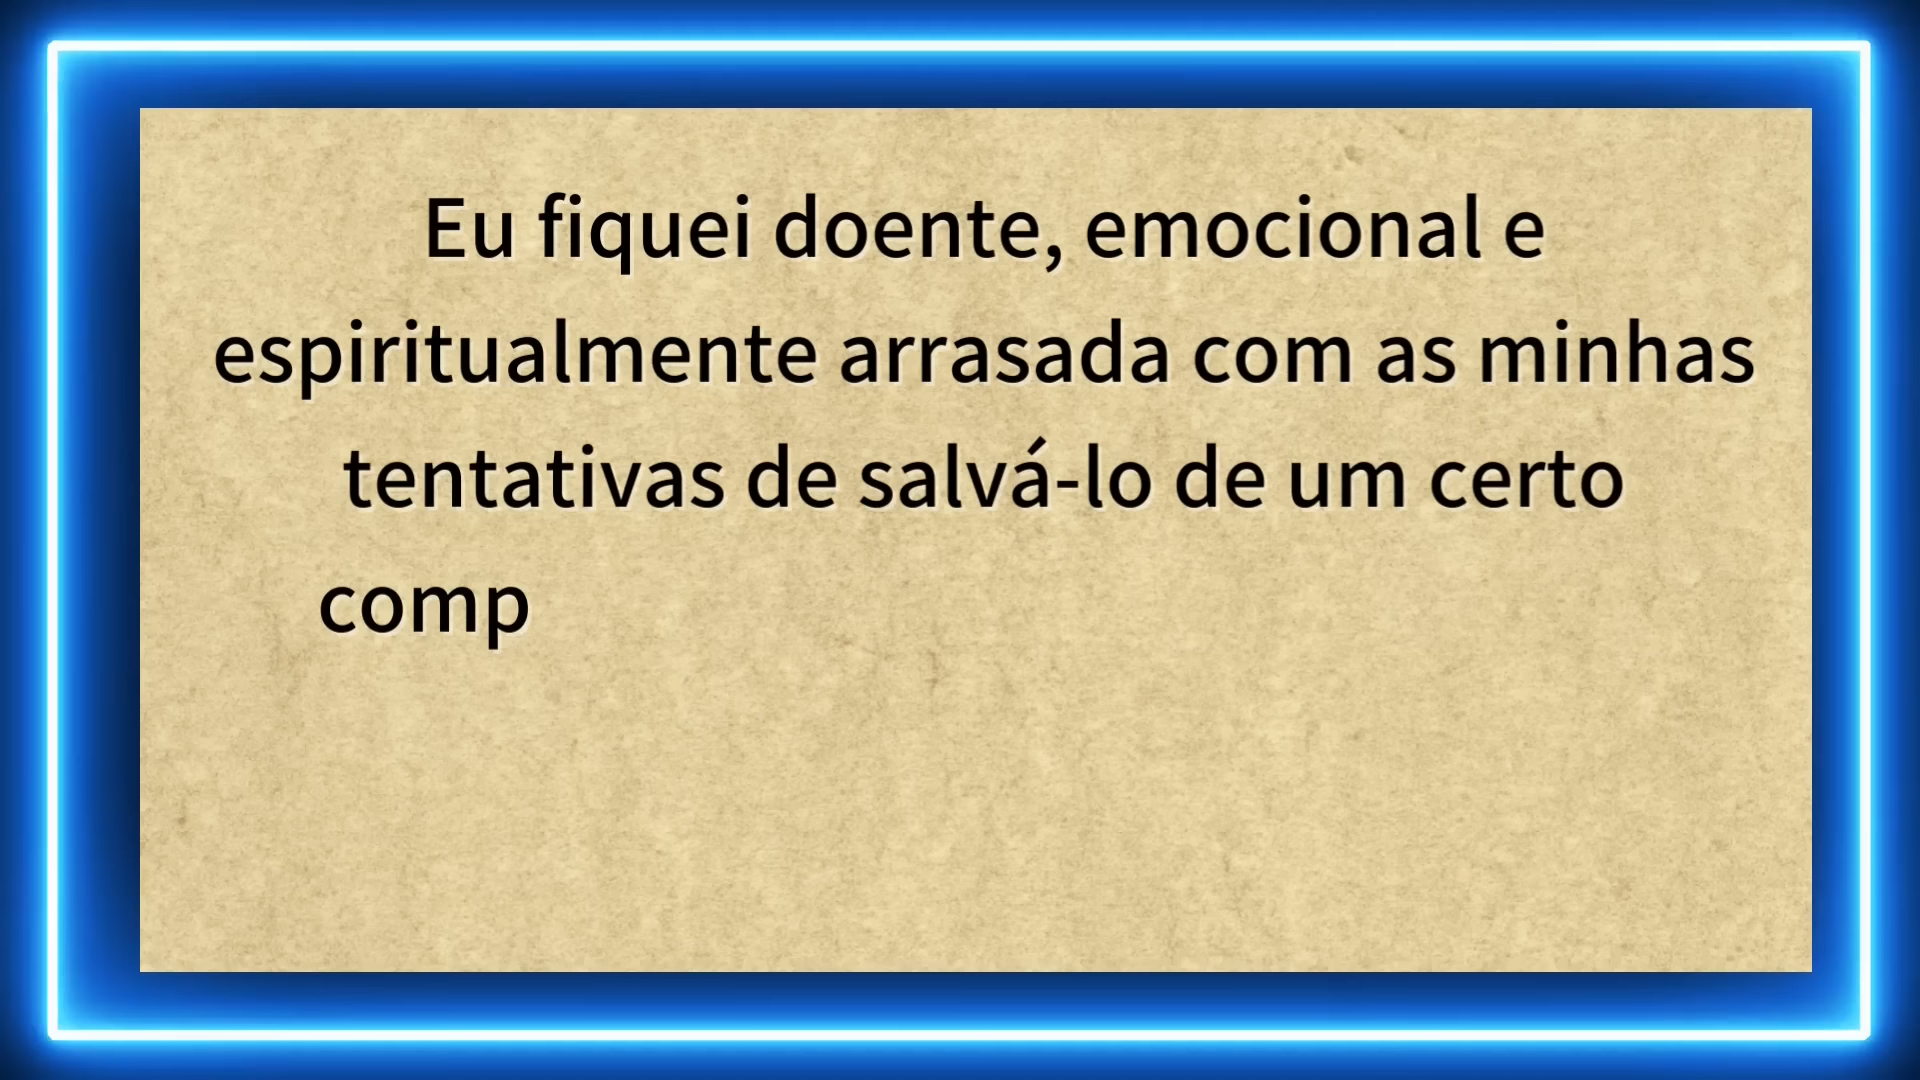 Eu fiquei doente, emocional e
espiritualmente arrasada com as minhas
tentativas de salvá-lo de um certo
comp